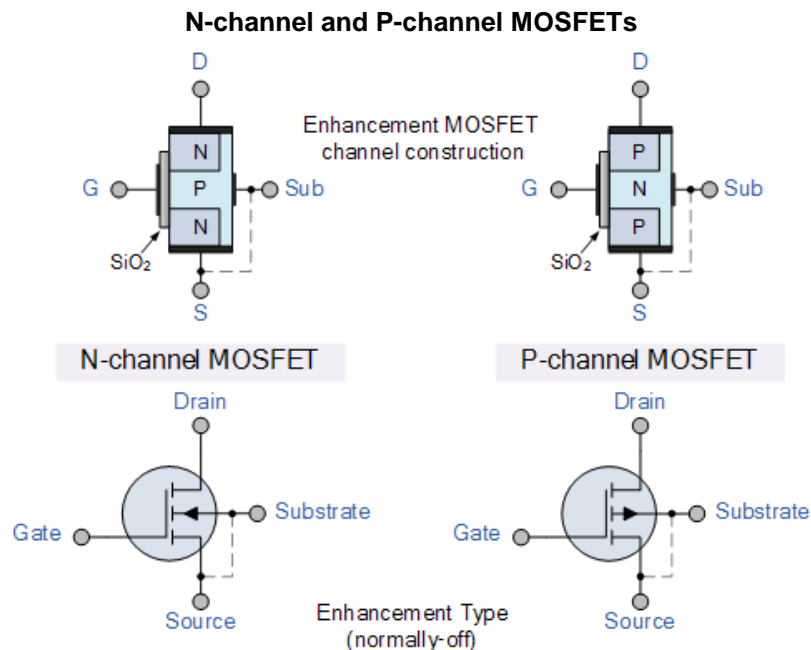 N-channel and P-channel MOSFETs
D
D
Enhancement MOSFET
channel construction
N
P
G
P
Sub
G
N
Sub
N
P
SiO₂
SiO₂
S
S
N-channel MOSFET
P-channel MOSFET
Drain
Drain
Substrate
Substrate
Gate
Gate
Source
Source
Enhancement Type
(normally-off)